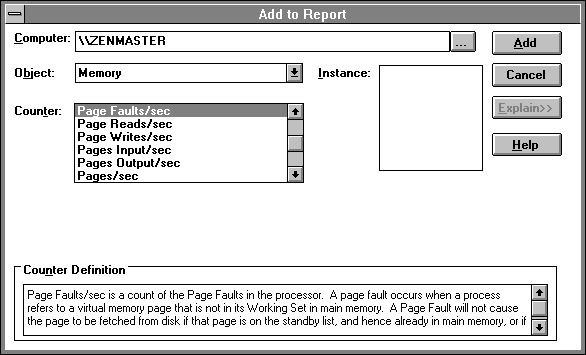 Add to Report
Computer: \\ZENMASTER ... Add
Object: Memory Instance: Cancel
Counter: Page Faults/sec Explain>>
Page Reads/sec
Page Writes/sec
Pages Input/sec Help
Pages Output/sec
Pages/sec
Counter Definition
Page Faults/sec is a count of the Page Faults in the processor. A page fault occurs when a process
refers to a virtual memory page that is not in its Working Set in main memory. A Page Fault will not cause
the page to be fetched from disk if that page is on the standby list, and hence already in main memory, or if